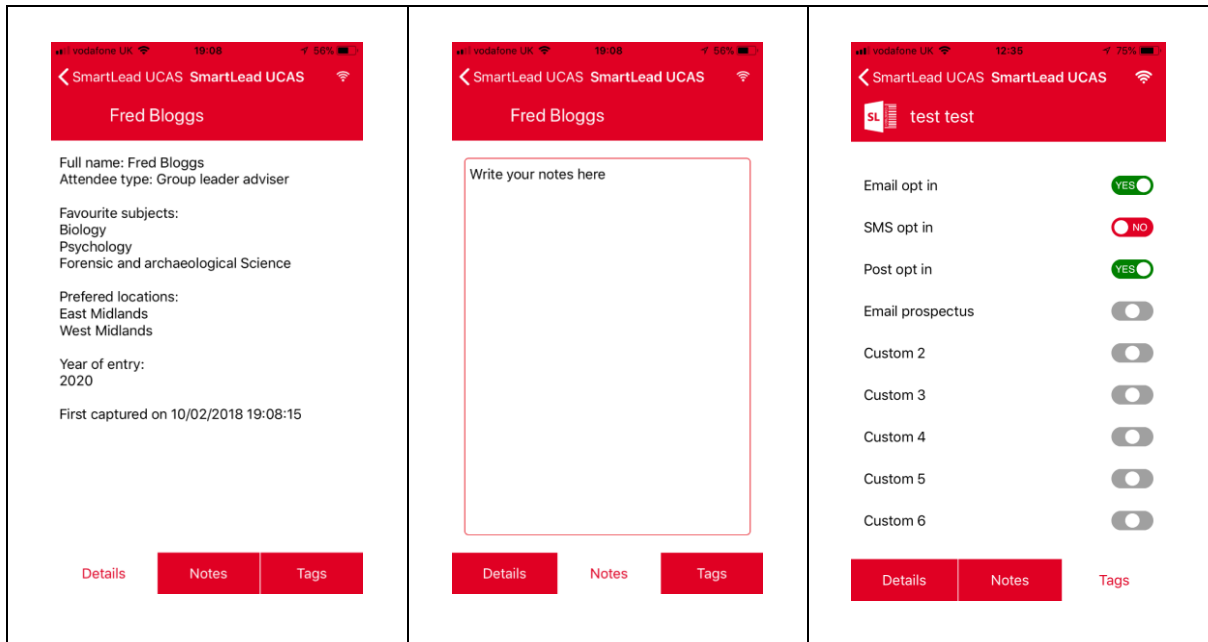 vodafone UK 19:08 56%
SmartLead UCAS SmartLead UCAS
Fred Bloggs
Full name: Fred Bloggs
Attendee type: Group leader adviser
Favourite subjects:
Biology
Psychology
Forensic and archaeological Science
Prefered locations:
East Midlands
West Midlands
Year of entry:
2020
First captured on 10/02/2018 19:08:15
Details Notes Tags
vodafone UK 19:08 56%
SmartLead UCAS SmartLead UCAS
Fred Bloggs
Write your notes here
Details Notes Tags
vodafone UK 12:35 75%
SmartLead UCAS SmartLead UCAS
SL test test
Email opt in YES
SMS opt in NO
Post opt in YES
Email prospectus
Custom 2
Custom 3
Custom 4
Custom 5
Custom 6
Details Notes Tags